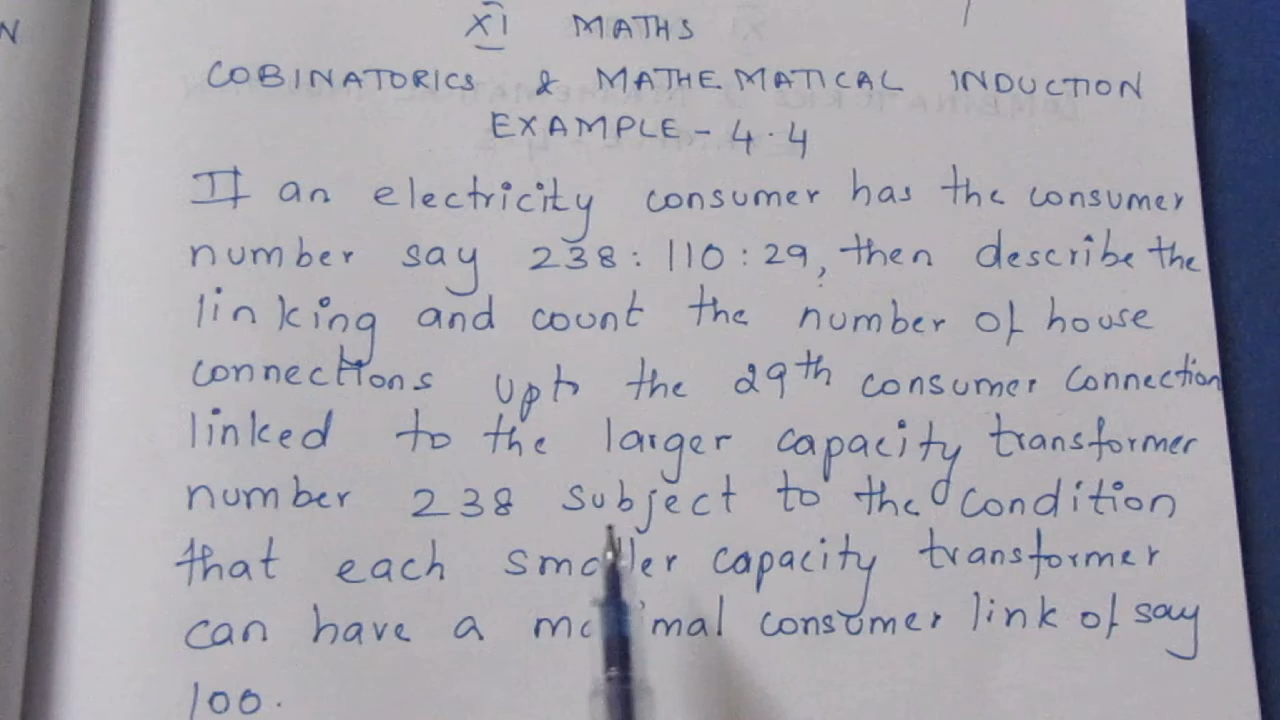 N
XI MATHS
COBINATORICS & MATHEMATICAL INDUCTION
EXAMPLE - 4.4
If an electricity consumer has the consumer
number say 238:110:29, then describe the
linking and count the number of house
connections upto the 29th consumer connection
linked to the larger capacity transformer
number 238 subject to the condition
that each smaller capacity transformer
can have a maximal consumer link of say
100.